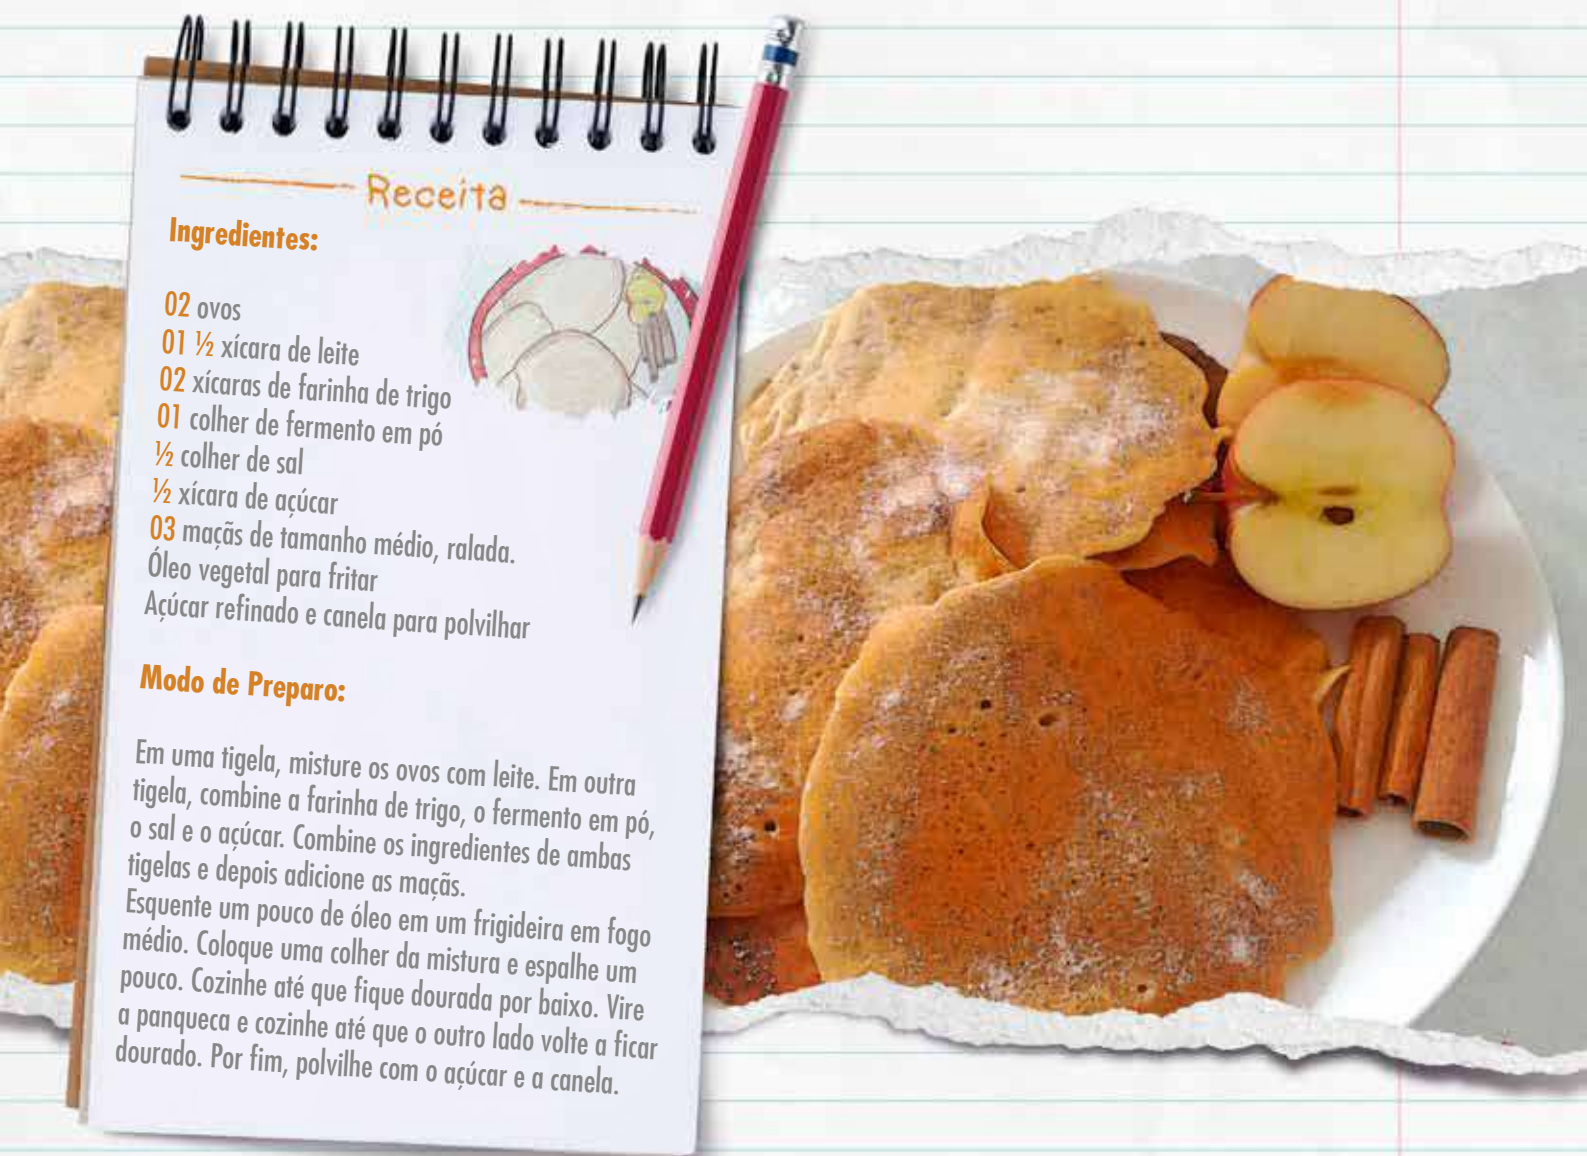 Receita
Ingredientes:
02 ovos
01 ½ xícara de leite
02 xícaras de farinha de trigo
01 colher de fermento em pó
½ colher de sal
½ xícara de açúcar
03 maçãs de tamanho médio, ralada.
Óleo vegetal para fritar
Açúcar refinado e canela para polvilhar
Modo de Preparo:
Em uma tigela, misture os ovos com leite. Em outra
tigela, combine a farinha de trigo, o fermento em pó,
o sal e o açúcar. Combine os ingredientes de ambas
tigelas e depois adicione as maçãs.
Esquente um pouco de óleo em um frigideira em fogo
médio. Coloque uma colher da mistura e espalhe um
pouco. Cozinhe até que fique dourada por baixo. Vire
a panqueca e cozinhe até que o outro lado volte a ficar
dourado. Por fim, polvilhe com o açúcar e a canela.